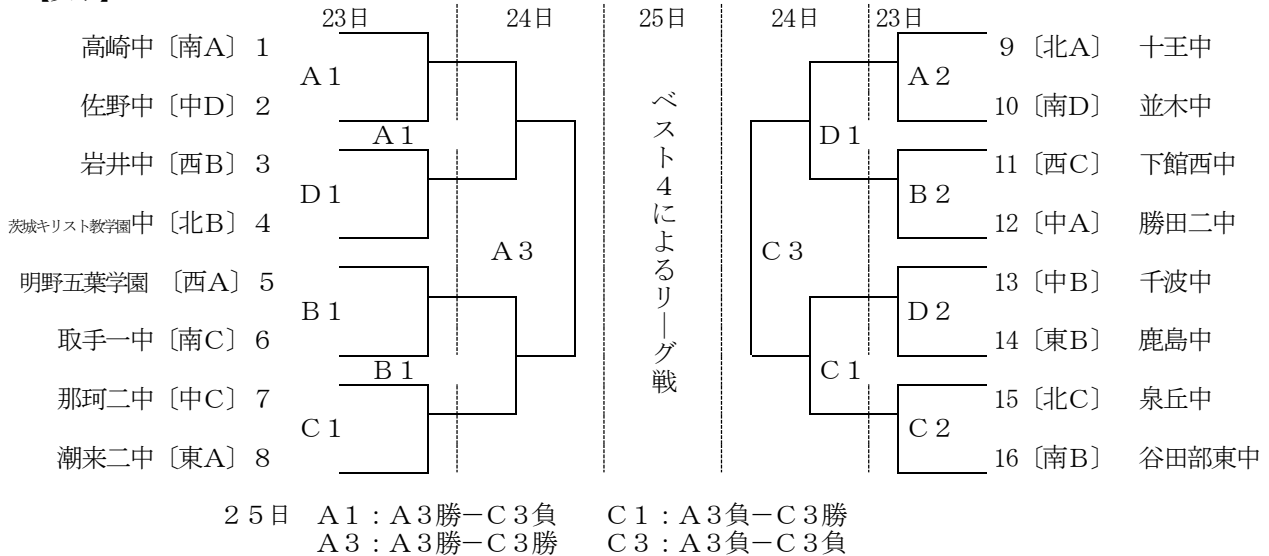 23日 24日 25日 24日 23日
高崎中〔南A〕1
A1
佐野中〔中D〕2
A1
岩井中〔西B〕3
D1
茨城キリスト教学園中〔北B〕4
A3
明野五葉学園〔西A〕5
B1
取手一中〔南C〕6
B1
那珂二中〔中C〕7
C1
潮来二中〔東A〕8
ベスト4によるリーグ戦
9〔北A〕 十王中
A2
10〔南D〕 並木中
D1
11〔西C〕 下館西中
B2
12〔中A〕 勝田二中
C3
13〔中B〕 千波中
D2
14〔東B〕 鹿島中
C1
15〔北C〕 泉丘中
C2
16〔南B〕 谷田部東中
25日 A1：A3勝－C3負 C1：A3負－C3勝
A3：A3勝－C3勝 C3：A3負－C3負